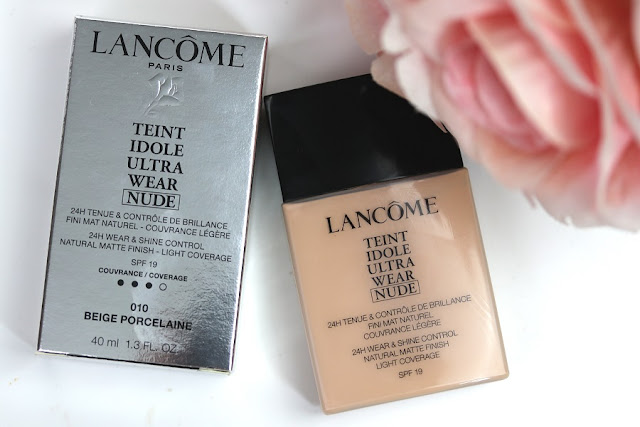 LANCÔME
PARIS
TEINT
IDOLE
ULTRA
WEAR
NUDE
24H TENUE & CONTRÔLE DE BRILLANCE
FINI MAT NATUREL - COUVRANCE LÉGÈRE
24H WEAR & SHINE CONTROL
NATURAL MATTE FINISH - LIGHT COVERAGE
SPF 19
COUVRANCE / COVERAGE
010
BEIGE PORCELAINE
40 ml 1.3 FL. OZ
LANCÔME
TEINT
IDOLE
ULTRA
WEAR
NUDE
24H TENUE & CONTRÔLE DE BRILLANCE
FINI MAT NATUREL
COUVRANCE LÉGÈRE
24H WEAR & SHINE CONTROL
NATURAL MATTE FINISH
LIGHT COVERAGE
SPF 19